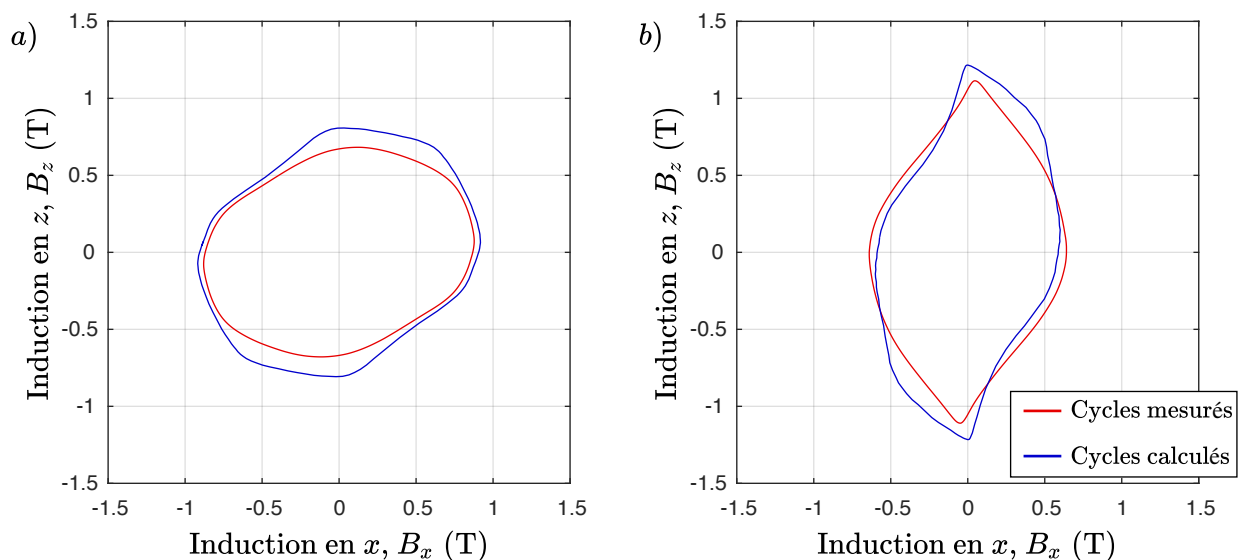 a)
1.5
1
0.5
0
-0.5
-1
-1.5
-1.5 -1 -0.5 0 0.5 1 1.5
Induction en z, B_z (T)
Induction en x, B_x (T)
b)
1.5
1
0.5
0
-0.5
-1
-1.5
-1.5 -1 -0.5 0 0.5 1 1.5
Induction en z, B_z (T)
Induction en x, B_x (T)
Cycles mesurés
Cycles calculés